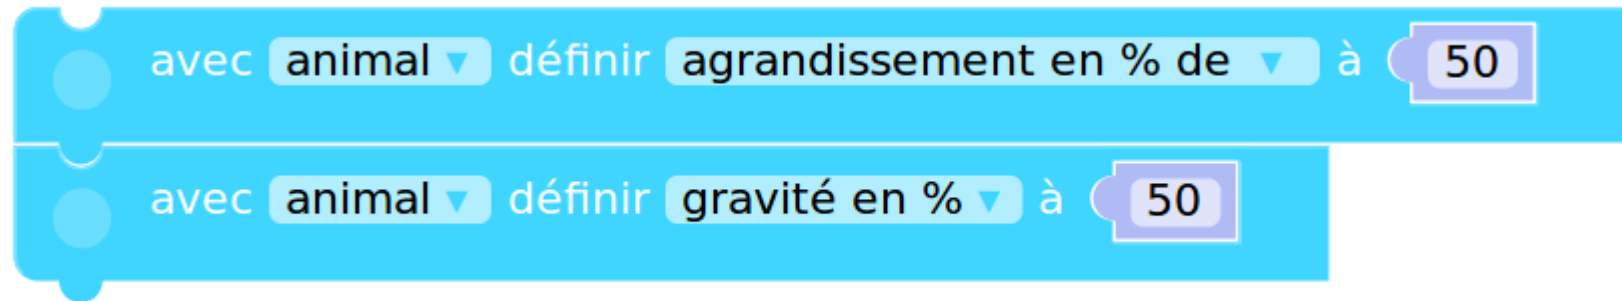 avec animal ▾ définir agrandissement en % de ▾ à 50
avec animal ▾ définir gravité en % ▾ à 50